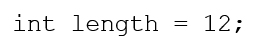 int length = 12;